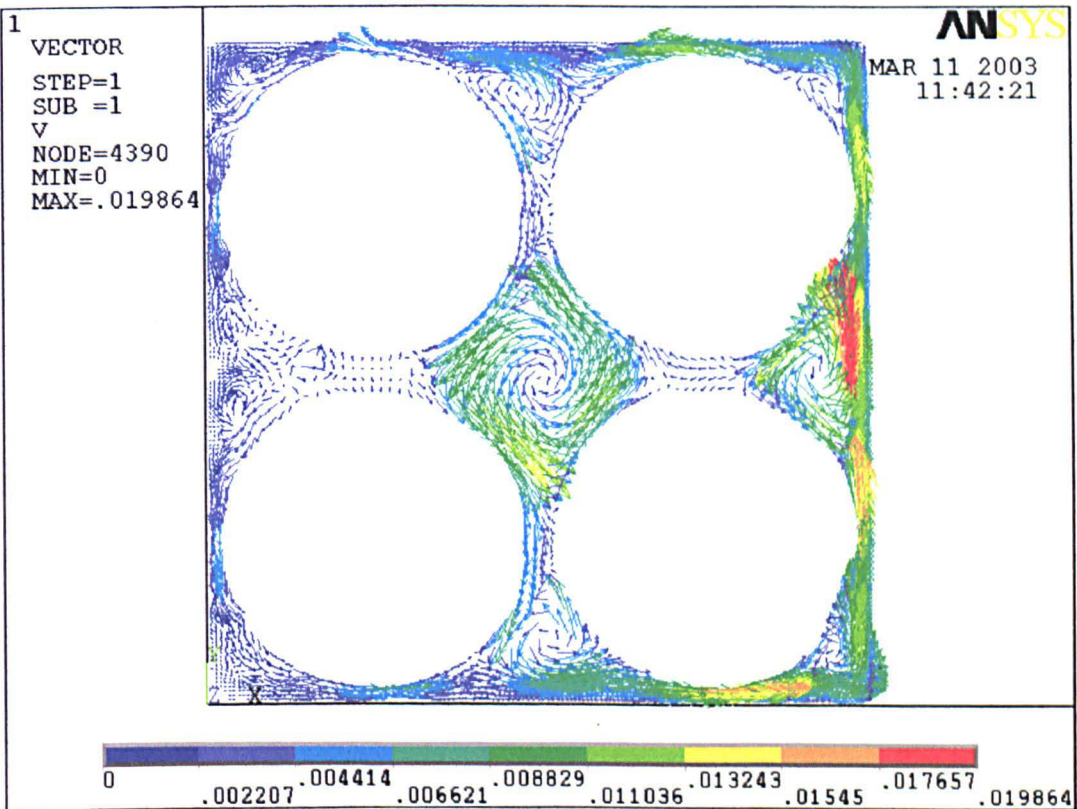 1
VECTOR
STEP=1
SUB =1
V
NODE=4390
MIN=0
MAX=.019864
ANSYS
MAR 11 2003
11:42:21
Y
Z X
0 .004414 .008829 .013243 .017657
.002207 .006621 .011036 .01545 .019864